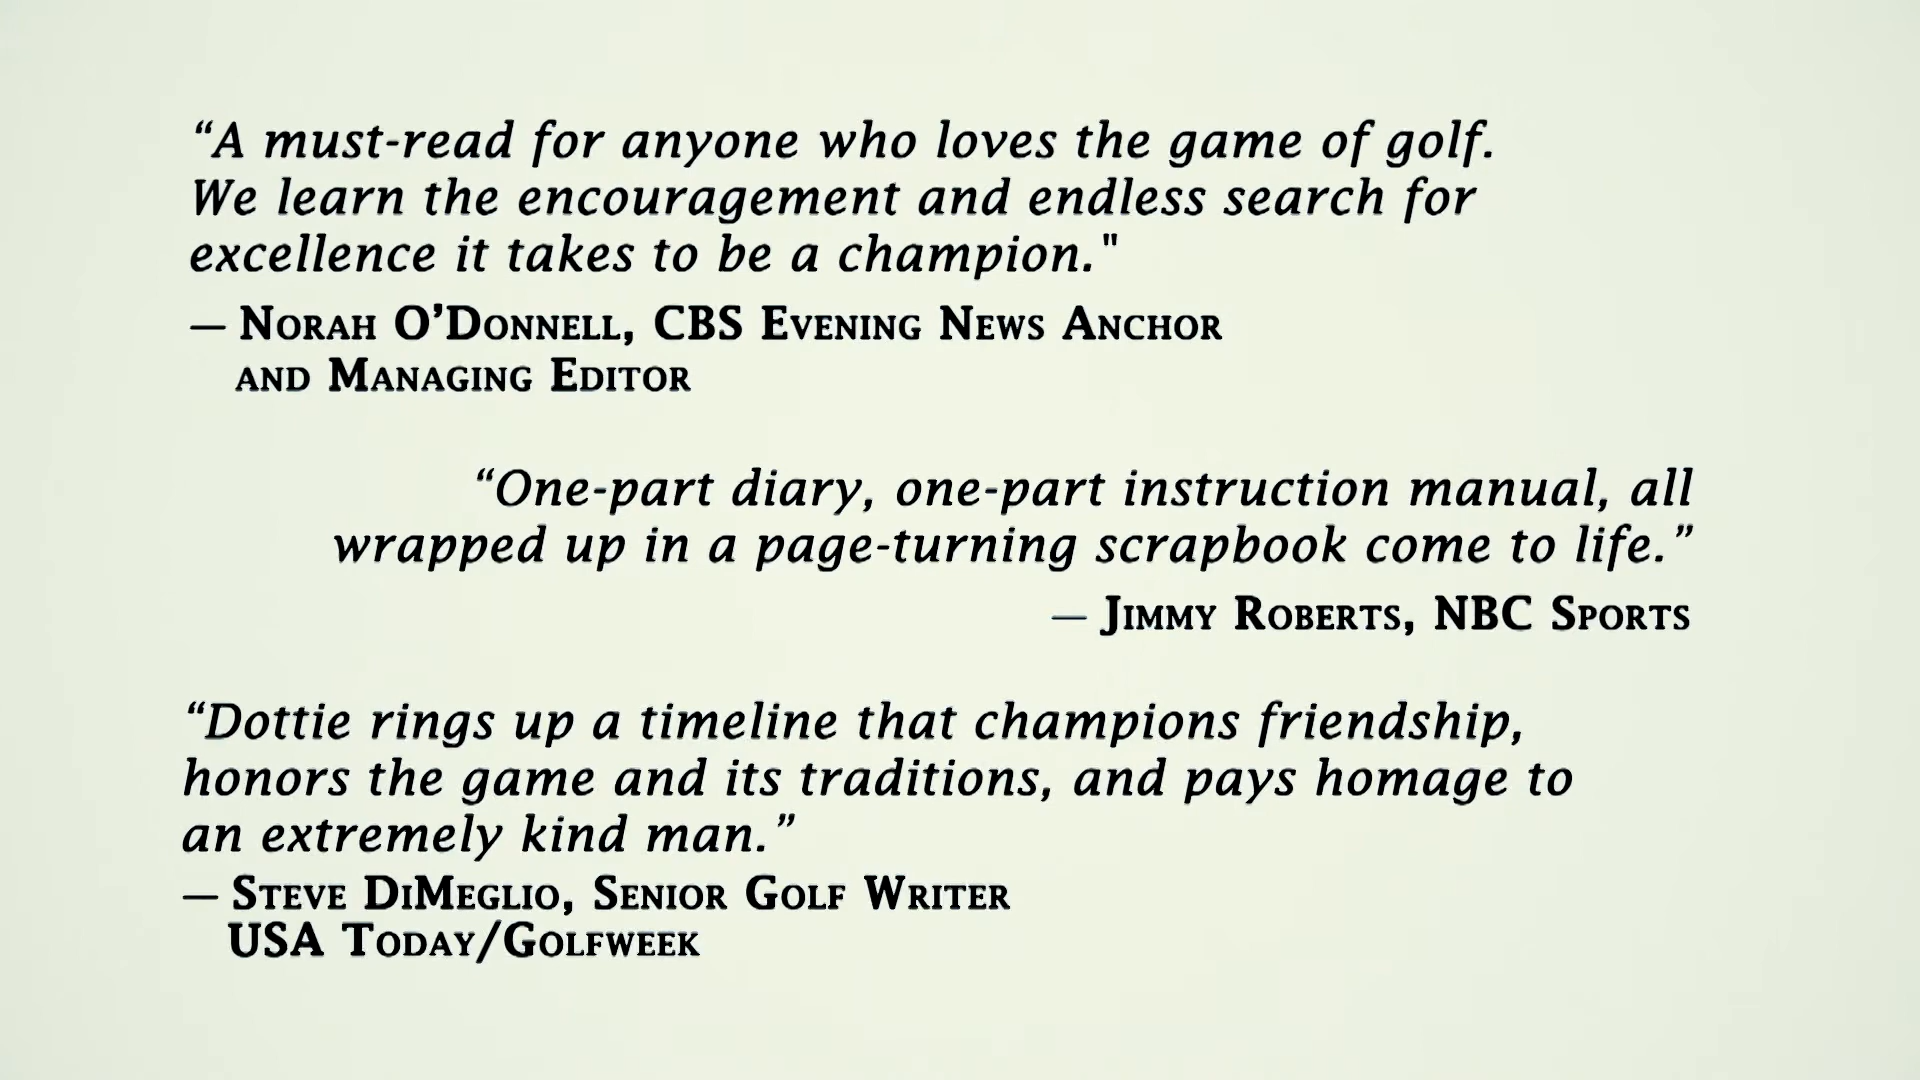 “A must-read for anyone who loves the game of golf.
We learn the encouragement and endless search for
excellence it takes to be a champion."
— Norah O’Donnell, CBS Evening News Anchor
and Managing Editor
“One-part diary, one-part instruction manual, all
wrapped up in a page-turning scrapbook come to life.”
— Jimmy Roberts, NBC Sports
“Dottie rings up a timeline that champions friendship,
honors the game and its traditions, and pays homage to
an extremely kind man.”
— Steve DiMeglio, Senior Golf Writer
USA Today/Golfweek